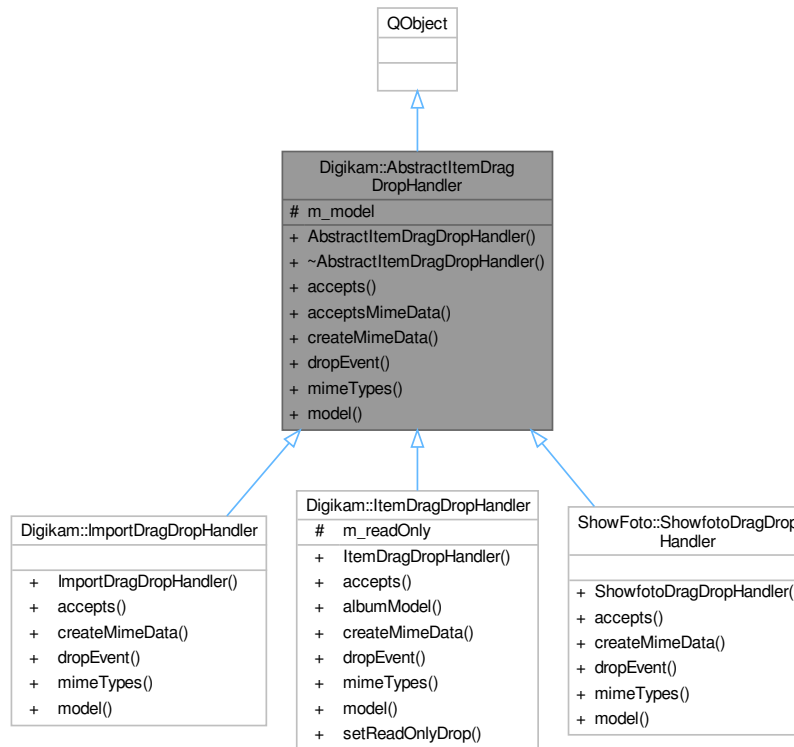 QObject
Digikam::AbstractItemDrag
DropHandler
# m_model
+ AbstractItemDragDropHandler()
+ ~AbstractItemDragDropHandler()
+ accepts()
+ acceptsMimeData()
+ createMimeData()
+ dropEvent()
+ mimeTypes()
+ model()
Digikam::ImportDragDropHandler
+ ImportDragDropHandler()
+ accepts()
+ createMimeData()
+ dropEvent()
+ mimeTypes()
+ model()
Digikam::ItemDragDropHandler
# m_readOnly
+ ItemDragDropHandler()
+ accepts()
+ albumModel()
+ createMimeData()
+ dropEvent()
+ mimeTypes()
+ model()
+ setReadOnlyDrop()
ShowFoto::ShowfotoDragDrop
Handler
+ ShowfotoDragDropHandler(
+ accepts()
+ createMimeData()
+ dropEvent()
+ mimeTypes()
+ model()